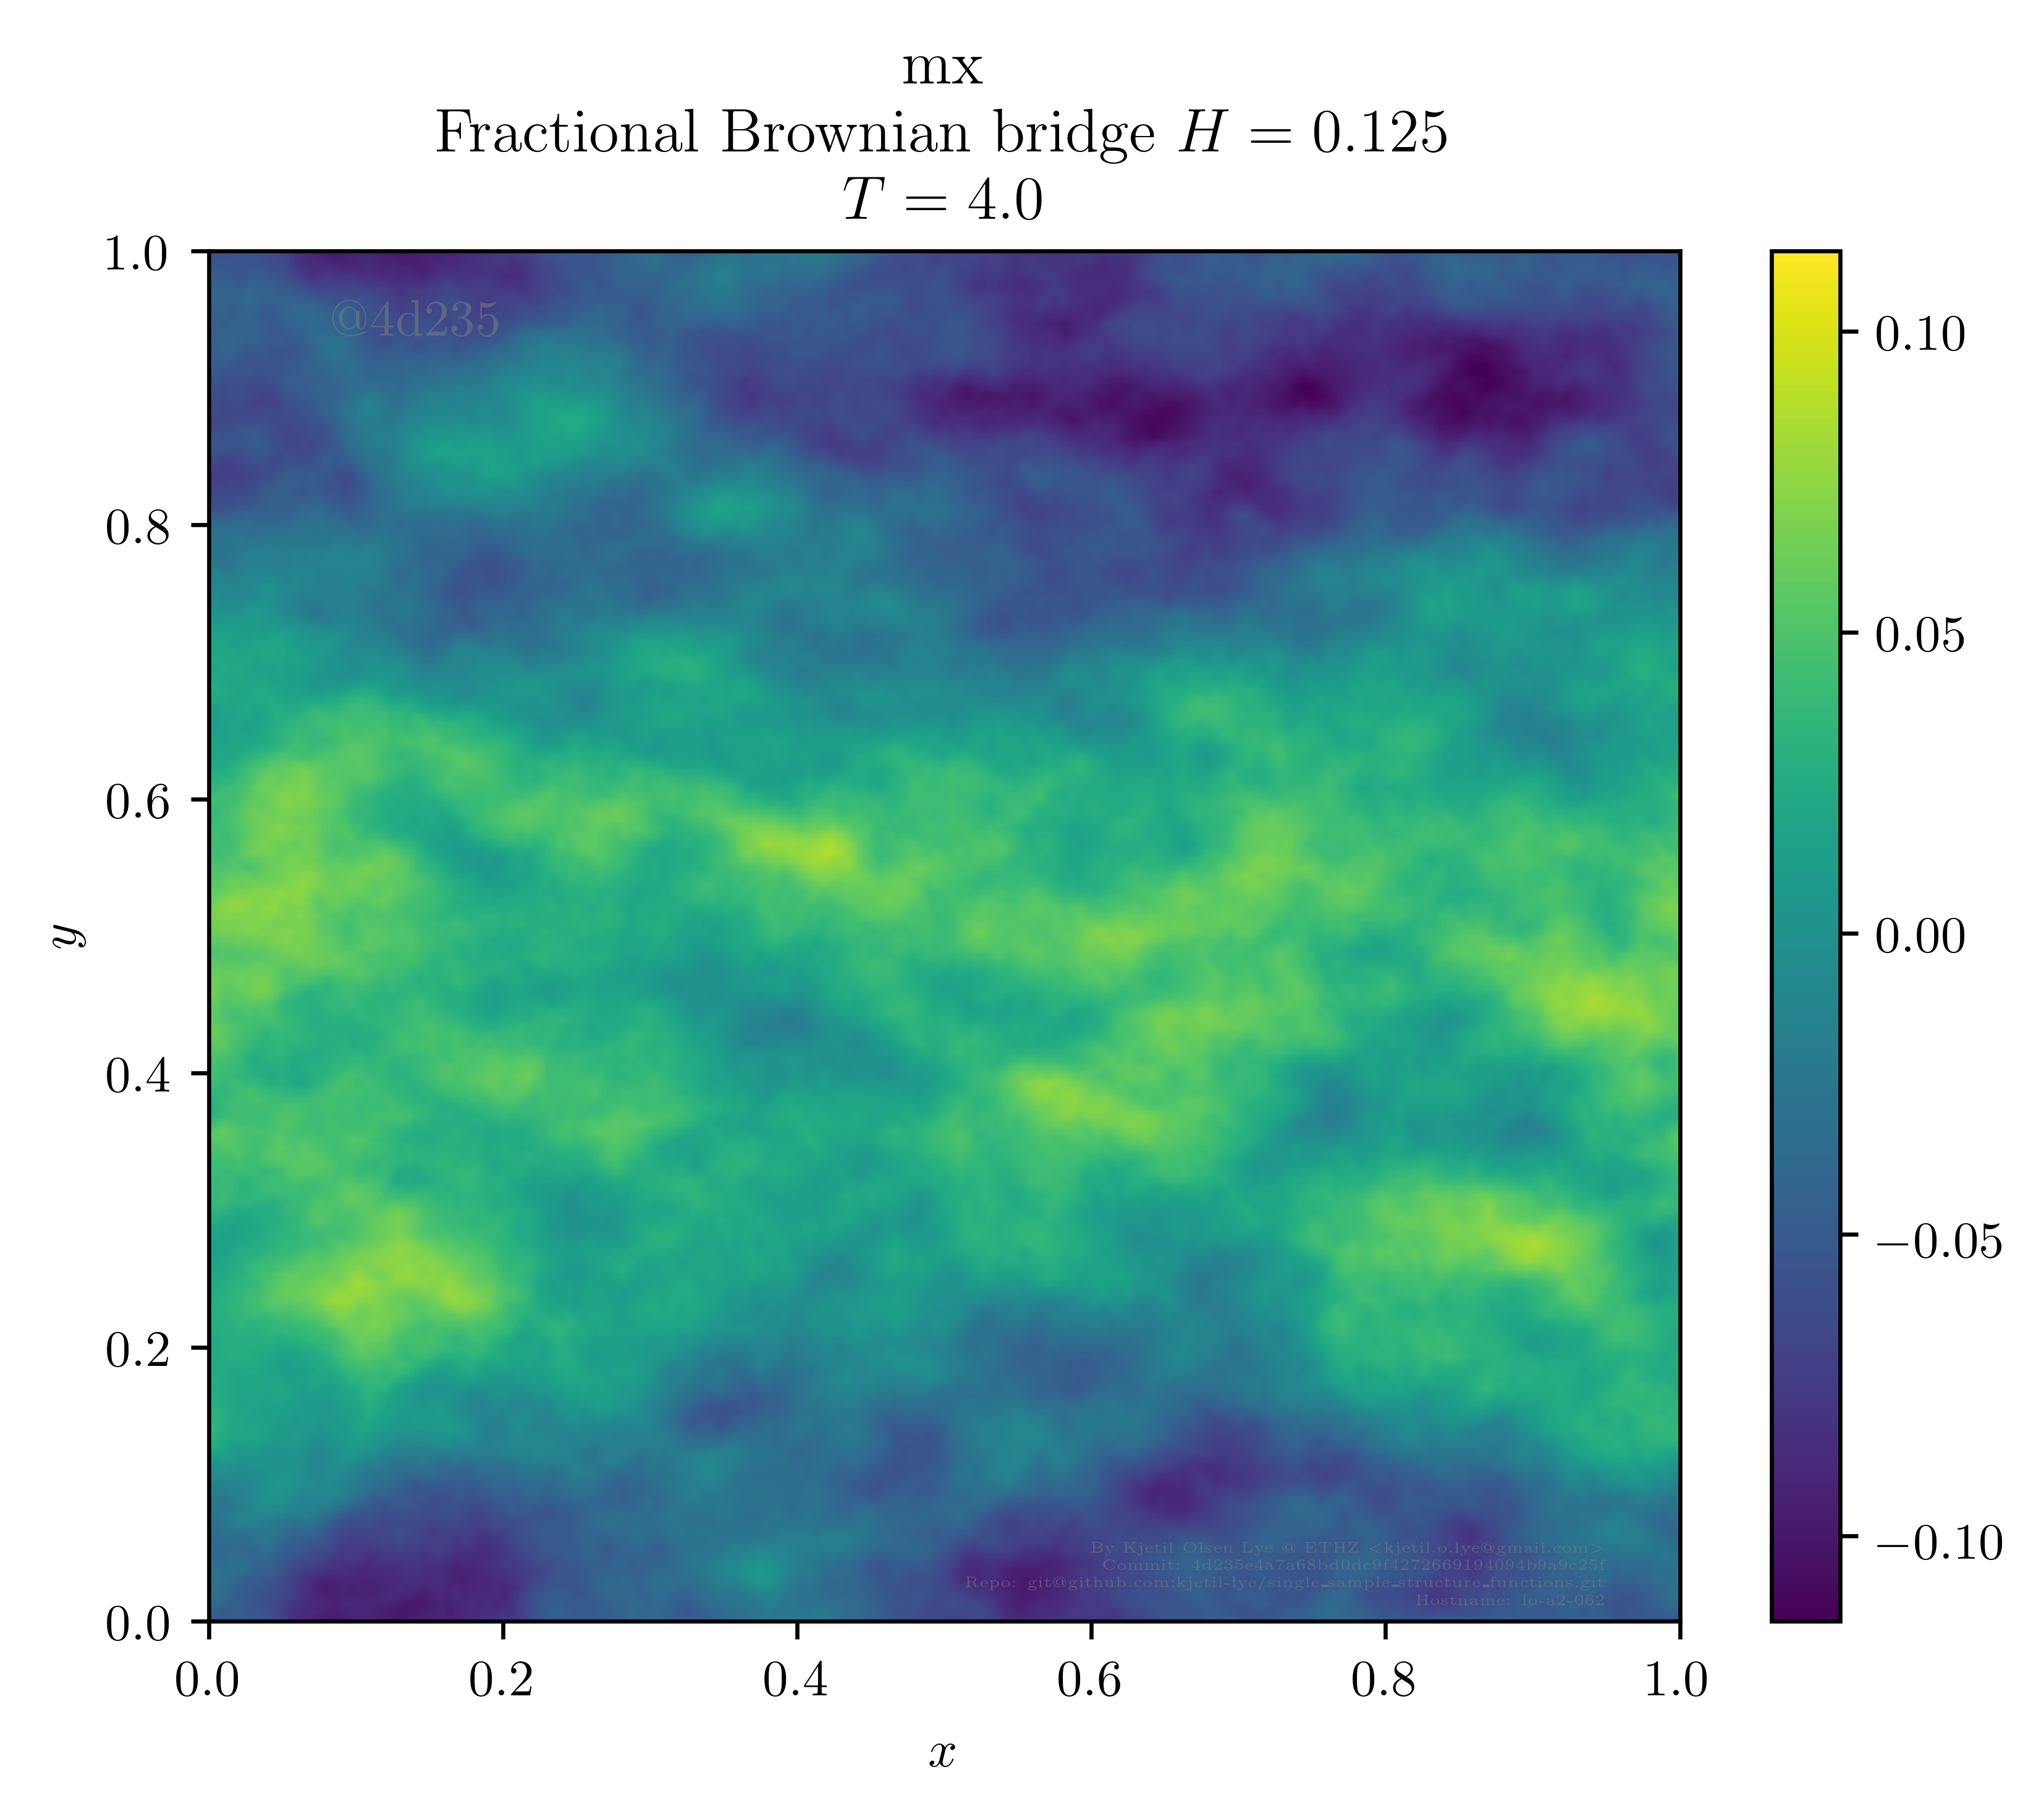 mx
Fractional Brownian bridge H = 0.125
T = 4.0
@4d235
1.0
0.8
0.6
0.4
0.2
0.0
y
0.0 0.2 0.4 0.6 0.8 1.0
x
0.10
0.05
0.00
−0.05
−0.10
By Kjetil Olsen Lye @ ETHZ <kjetil.o.lye@gmail.com>
Commit: 4d235e4a7a68bd0dc9f4272669194094b9a9c25f
Repo: git@github.com:kjetil-lye/single_sample_structure_functions.git
Hostname: lo-a2-062